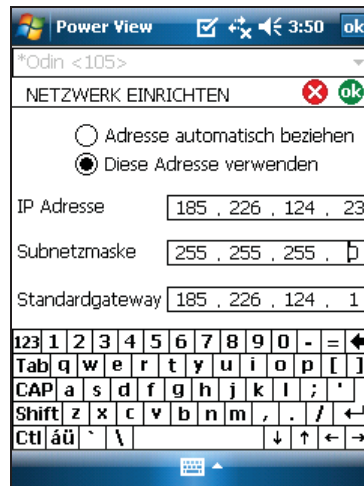 Power View 3:50 ok
*Odin <105>
NETZWERK EINRICHTEN ok
Adresse automatisch beziehen
Diese Adresse verwenden
IP Adresse 185 . 226 . 124 . 23
Subnetzmaske 255 . 255 . 255 . 0
Standardgateway 185 . 226 . 124 . 1
123 1 2 3 4 5 6 7 8 9 0 - = ←
Tab q w e r t y u i o p [ ]
CAP a s d f g h j k l ; '
Shift z x c v b n m , . / ↵
Ctl áü ` \ ↓ ↑ ← →